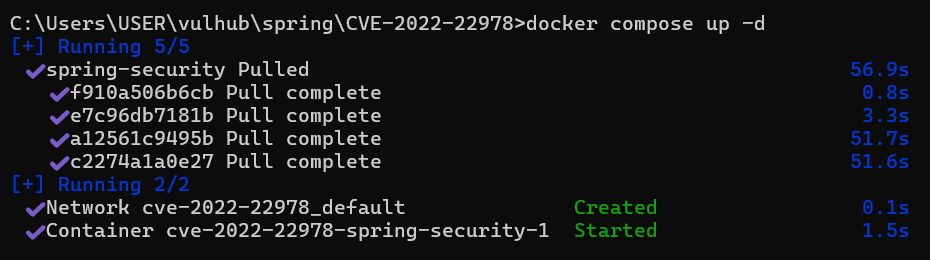 C:\Users\USER\vulhub\spring\CVE-2022-22978>docker compose up -d
[+] Running 5/5
✔spring-security Pulled 56.9s
✔f910a506b6cb Pull complete 0.8s
✔e7c96db7181b Pull complete 3.3s
✔a12561c9495b Pull complete 51.7s
✔c2274a1a0e27 Pull complete 51.6s
[+] Running 2/2
✔Network cve-2022-22978_default Created 0.1s
✔Container cve-2022-22978-spring-security-1 Started 1.5s